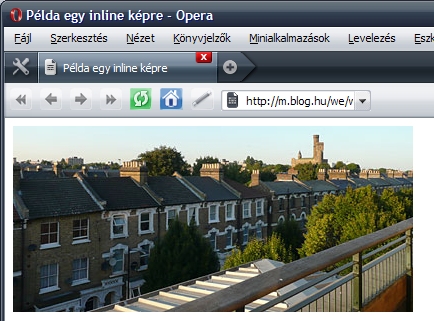 Példa egy inline képre - Opera
Fájl Szerkesztés Nézet Könyvjelzők Minialkalmazások Levelezés Eszk
Példa egy inline képre
http://m.blog.hu/we/w